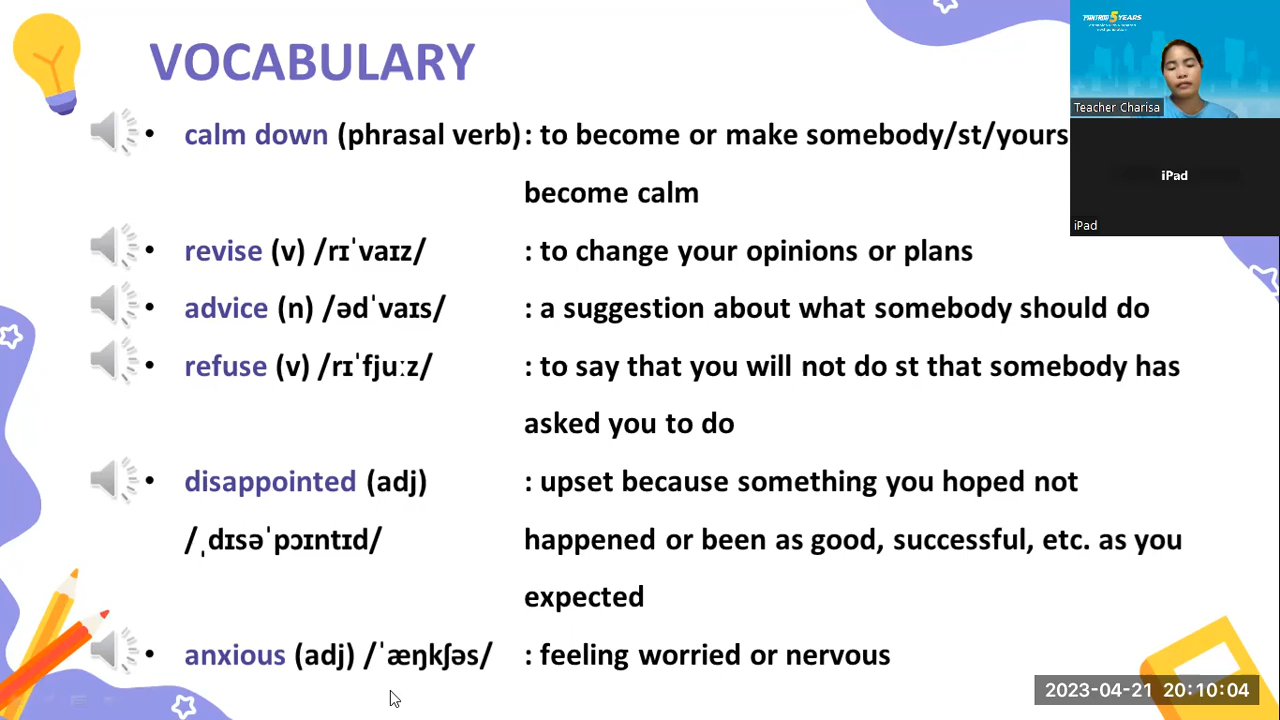 VOCABULARY
• calm down (phrasal verb) : to become or make somebody/st/yours
become calm
• revise (v) /rɪˈvaɪz/ : to change your opinions or plans
• advice (n) /ədˈvaɪs/ : a suggestion about what somebody should do
• refuse (v) /rɪˈfjuːz/ : to say that you will not do st that somebody has
asked you to do
• disappointed (adj) : upset because something you hoped not
/ˌdɪsəˈpɔɪntɪd/ happened or been as good, successful, etc. as you
expected
• anxious (adj) /ˈæŋkʃəs/ : feeling worried or nervous
5 YEARS
Teacher Charisa
iPad
iPad
2023-04-21 20:10:04